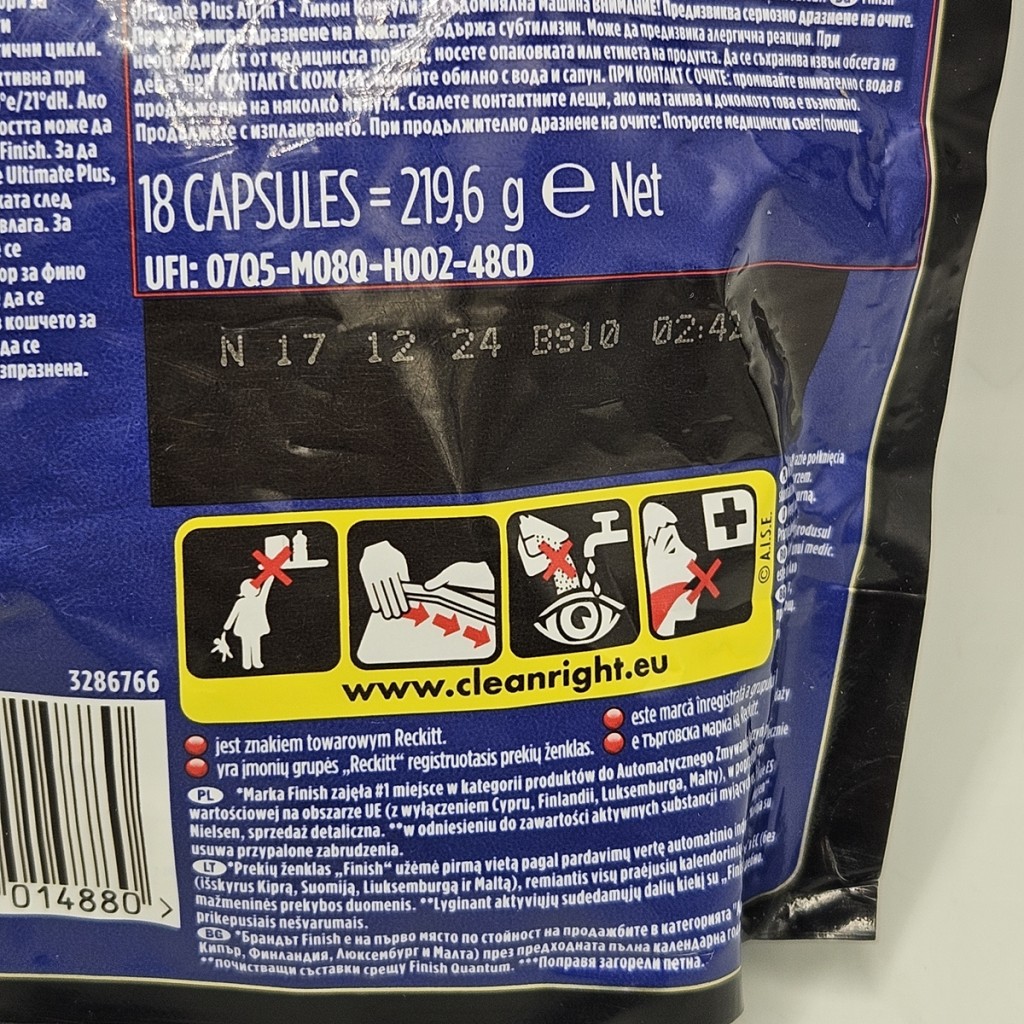 тични цикли.
ктивна при
°e/21°dH. Ако
остта може да
Finish. За да
Ultimate Plus,
ката след
влага. За
се
ор за фино
да се
кошчето за
да се
зпразнена.
Ultimate Plus All in 1 - Лимон Капсули за домиялна машина ВНИМАНИЕ! Предизвиква сериозно дразнене на очите.
Предизвиква дразнене на кожата. Съдържа субтилизин. Може да предизвика алергична реакция. При
необходимост от медицинска помощ, носете опаковката или етикета на продукта. Да се съхранява извън обсега на
деца. ПРИ КОНТАКТ С КОЖАТА: измийте обилно с вода и сапун. ПРИ КОНТАКТ С ОЧИТЕ: промивайте внимателно с вода в
продължение на няколко минути. Свалете контактните лещи, ако има такива и доколкото това е възможно.
Продължете с изплакването. При продължително дразнене на очите: Потърсете медицински съвет/помощ.
18 CAPSULES = 219,6 g e Net
UFI: 07Q5-M08Q-H002-48CD
N 17 12 24 BS10 02:42
połknięcia
produsul
medic.
© A.I.S.E.
www.cleanright.eu
3286766
014880 >
jest znakiem towarowym Reckitt.
yra įmonių grupės „Reckitt“ registruotasis prekių ženklas.
este marcă înregistrată a grupului
е търговска марка на Reckitt.
PL *Marka Finish zajęła #1 miejsce w kategorii produktów do Automatycznego Zmywania
wartościowej na obszarze UE (z wyłączeniem Cypru, Finlandii, Luksemburga, Malty),
Nielsen, sprzedaż detaliczna. **w odniesieniu do zawartości aktywnych substancji myjących
usuwa przypalone zabrudzenia.
LT *Prekių ženklas „Finish“ užėmė pirmą vietą pagal pardavimų vertę automatinio
(išskyrus Kiprą, Suomiją, Liuksemburgą ir Maltą), remiantis visų praėjusių kalendorinių
mažmeninės prekybos duomenis. **Lyginant aktyviųjų sudedamųjų dalių kiekį su „Finish
prikepusiais nešvarumais.
BG *Брандът Finish е на първо място по стойност на продажбите в категорията
Кипър, Финландия, Люксембург и Малта) през предходната пълна календарна
**почистващи съставки срещу Finish Quantum. ***Поправя загорели петна.